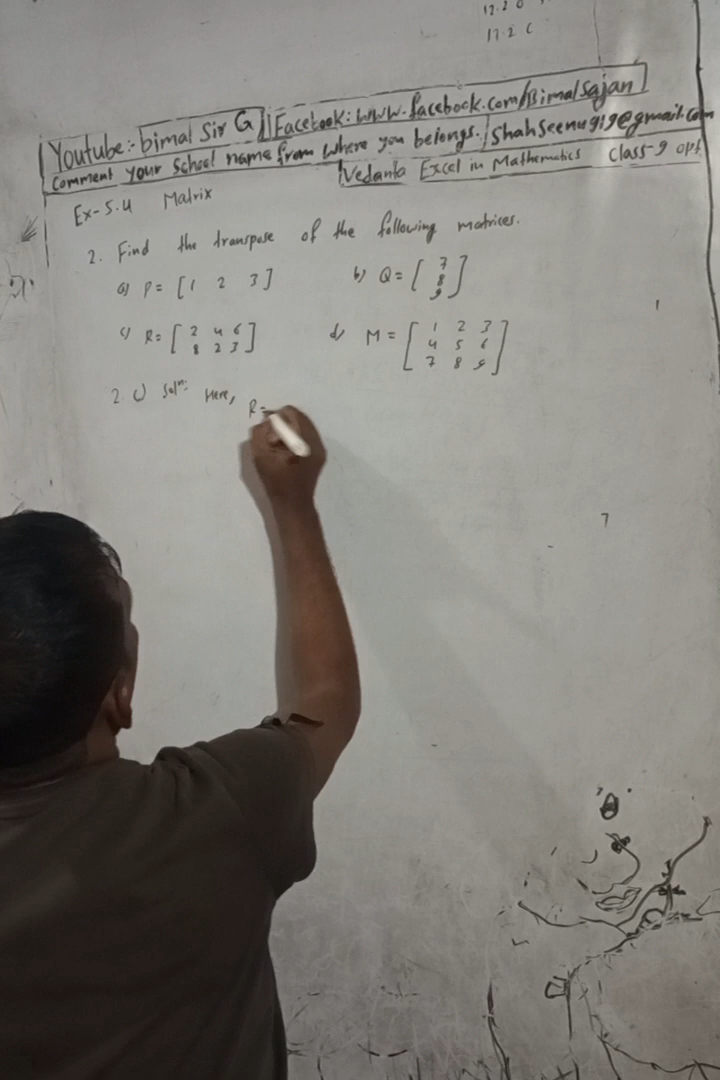 17.2 C
Youtube:- bimal Sir G || Facebook: www.facebook.com/Bimalsajan
Comment your School name from where you belongs. | Shahseenu919@gmail.com
Vedanta Excel in Mathematics Class-9 opt
Ex-5.4 Matrix
2. Find the transpose of the following matrices.
a) P= [1 2 3] b) Q= [7
8
9]
c) R= [2 4 6
8 2 3] d) M = [1 2 3
4 5 6
7 8 9]
2 c) Solⁿ: Here, R=
7